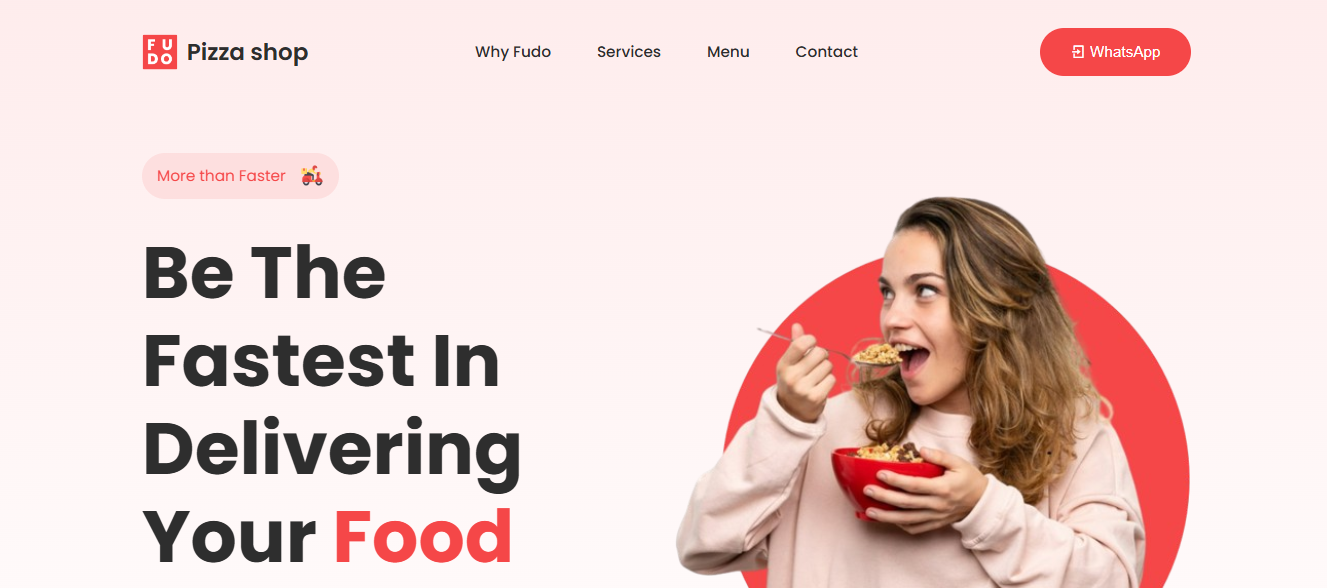 FU
DO
Pizza shop
Why Fudo
Services
Menu
Contact
WhatsApp
More than Faster
Be The
Fastest In
Delivering
Your Food